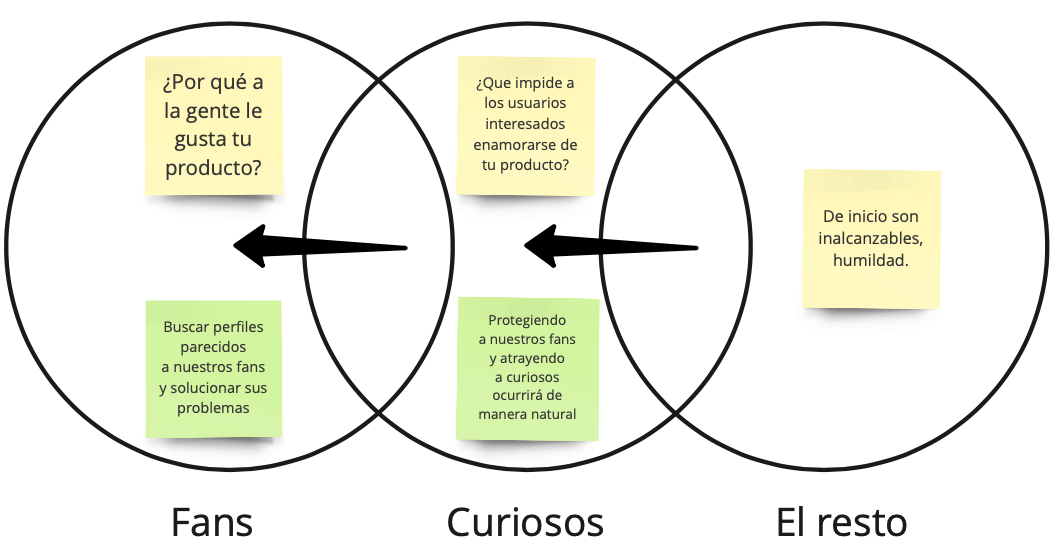 ¿Por qué a
la gente le
gusta tu
producto?
¿Que impide a
los usuarios
interesados
enamorarse de
tu producto?
De inicio son
inalcanzables,
humildad.
Buscar perfiles
parecidos
a nuestros fans
y solucionar sus
problemas
Protegiendo
a nuestros fans
y atrayendo
a curiosos
ocurrirá de
manera natural
Fans
Curiosos
El resto